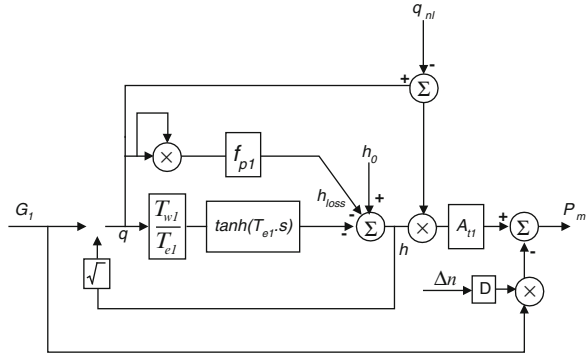 q_nl
+ -
Σ
×
f_p1
h_0
h_loss
+
-
-
Σ
G_1
q
T_w1
T_e1
tanh(T_e1.s)
h
×
A_t1
+
Σ
-
P_m
√
Δn
D
×